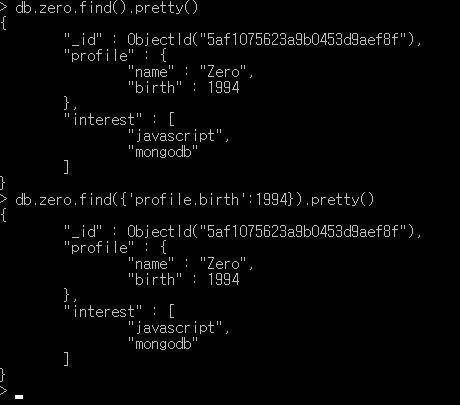 > db.zero.find().pretty()
{
        "_id" : ObjectId("5af1075623a9b0453d9aef8f"),
        "profile" : {
                "name" : "Zero",
                "birth" : 1994
        },
        "interest" : [
                "javascript",
                "mongodb"
        ]
}
> db.zero.find({'profile.birth':1994}).pretty()
{
        "_id" : ObjectId("5af1075623a9b0453d9aef8f"),
        "profile" : {
                "name" : "Zero",
                "birth" : 1994
        },
        "interest" : [
                "javascript",
                "mongodb"
        ]
}
>